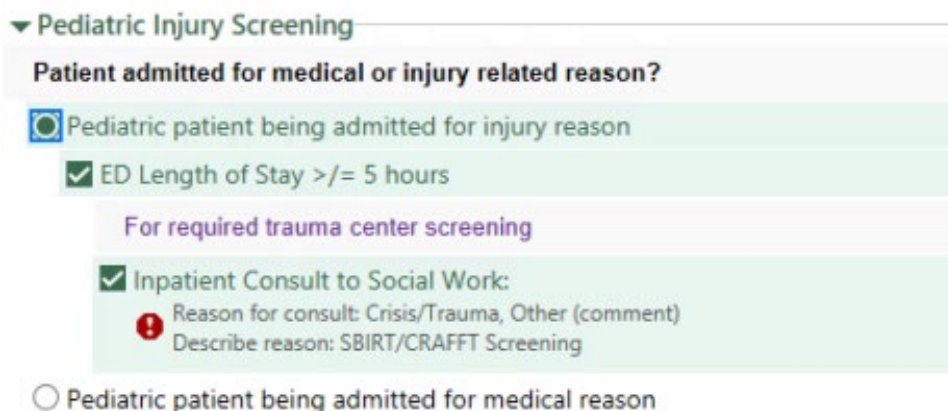 Pediatric Injury Screening
Patient admitted for medical or injury related reason?
Pediatric patient being admitted for injury reason
ED Length of Stay >/= 5 hours
For required trauma center screening
Inpatient Consult to Social Work:
Reason for consult: Crisis/Trauma, Other (comment)
Describe reason: SBIRT/CRAFFT Screening
Pediatric patient being admitted for medical reason